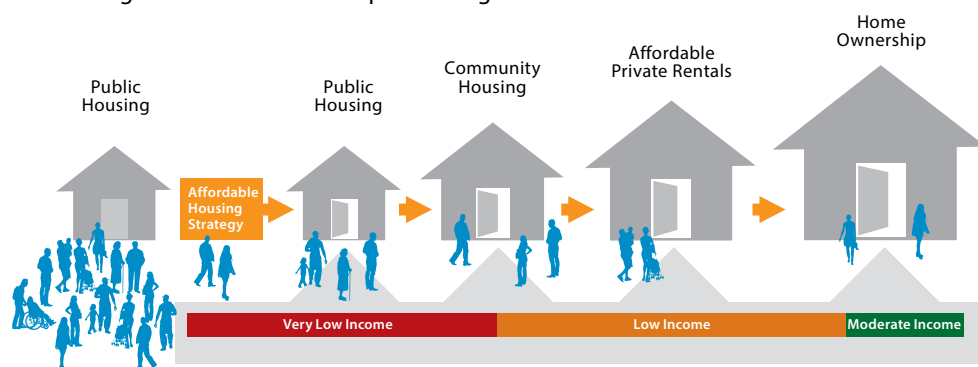 Public
Housing
Affordable
Housing
Strategy
Public
Housing
Community
Housing
Affordable
Private Rentals
Home
Ownership
Very Low Income
Low Income
Moderate Income